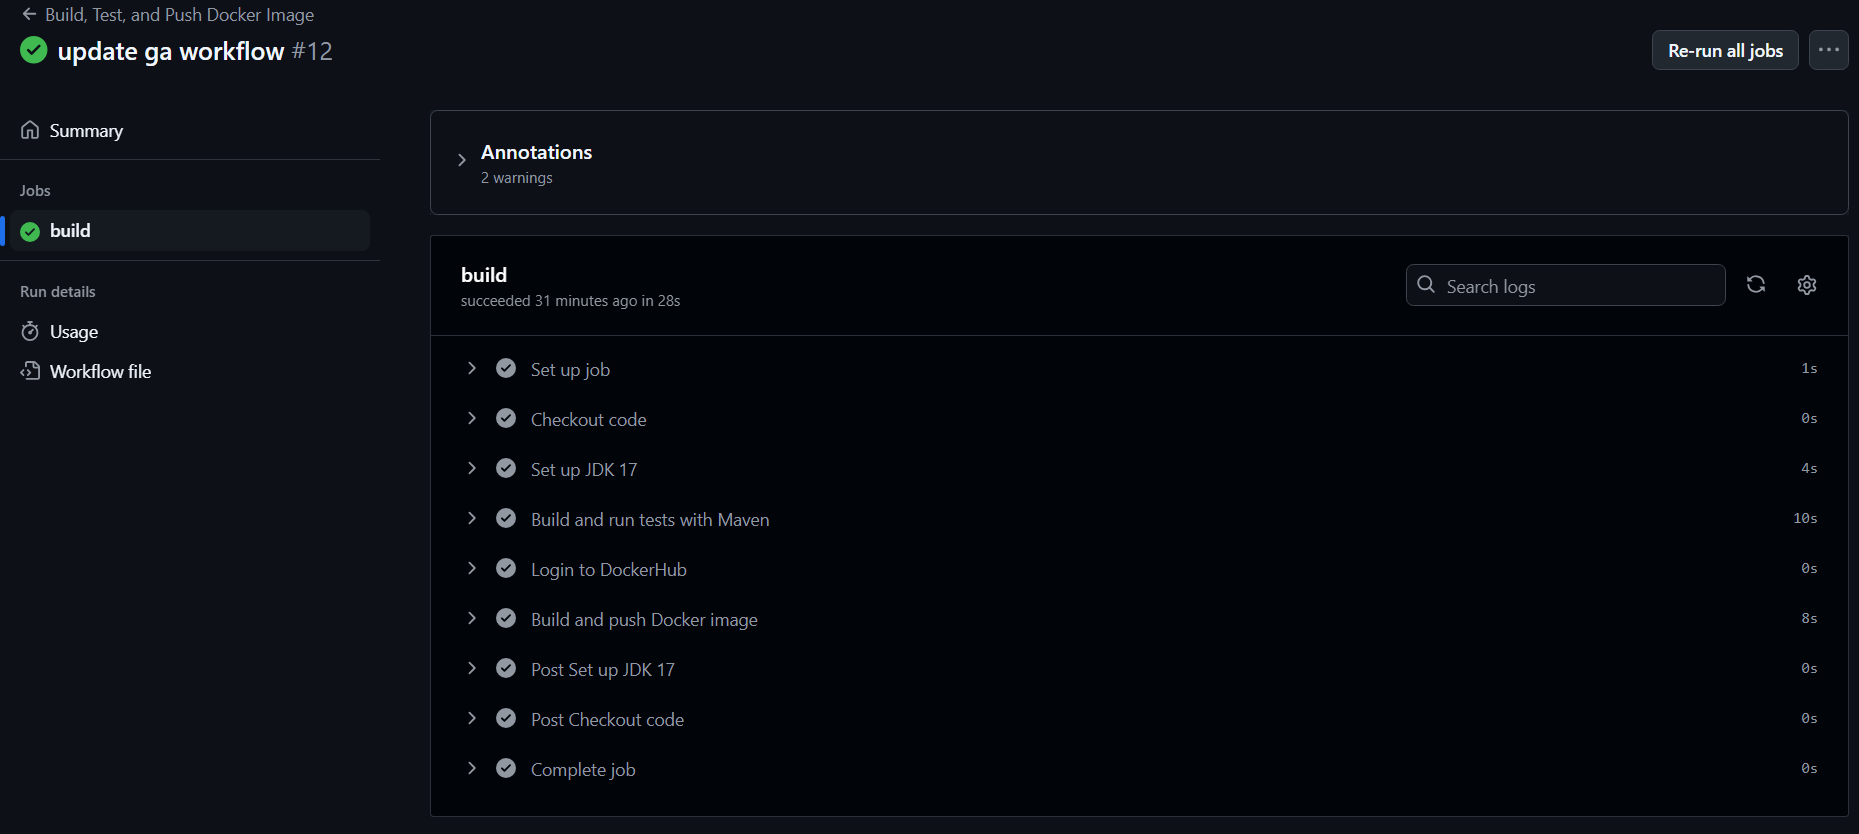 Build, Test, and Push Docker Image
update ga workflow #12
Re-run all jobs
Summary
Jobs
build
Run details
Usage
Workflow file
Annotations
2 warnings
build
succeeded 31 minutes ago in 28s
Search logs
Set up job 1s
Checkout code 0s
Set up JDK 17 4s
Build and run tests with Maven 10s
Login to DockerHub 0s
Build and push Docker image 8s
Post Set up JDK 17 0s
Post Checkout code 0s
Complete job 0s